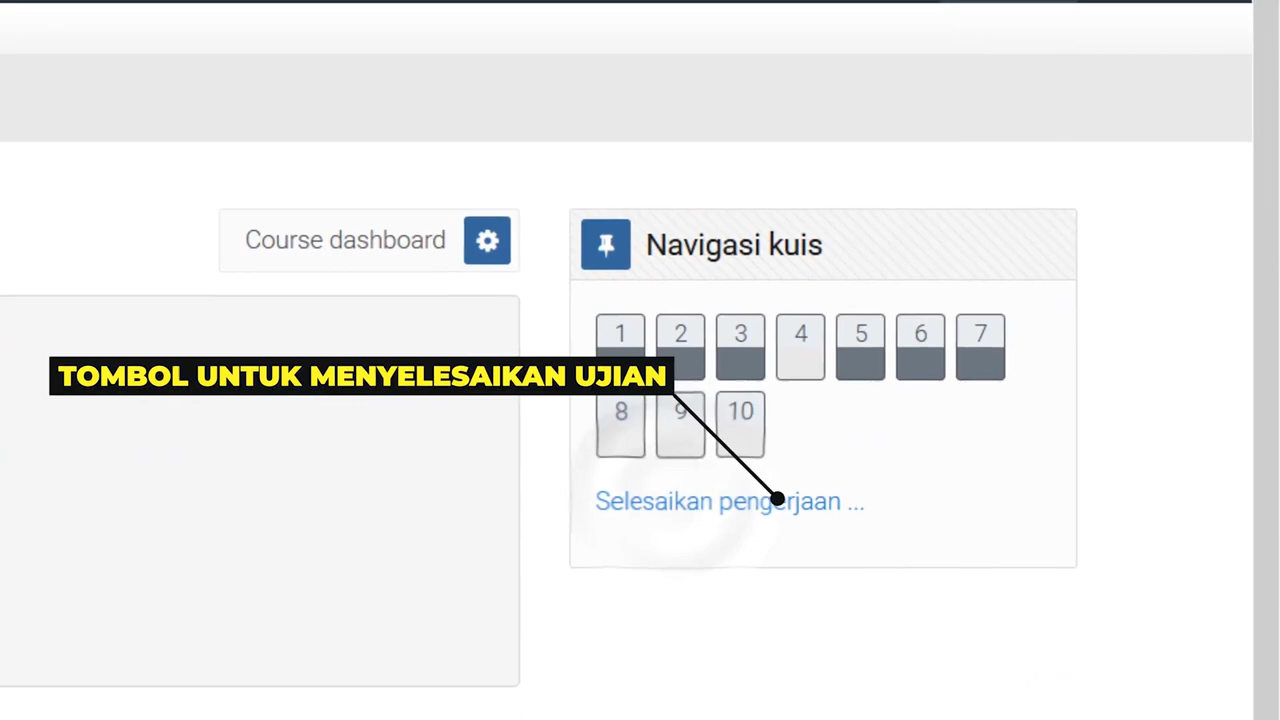 Course dashboard
Navigasi kuis
1 2 3 4 5 6 7
TOMBOL UNTUK MENYELESAIKAN UJIAN
8 9 10
Selesaikan pengerjaan ...